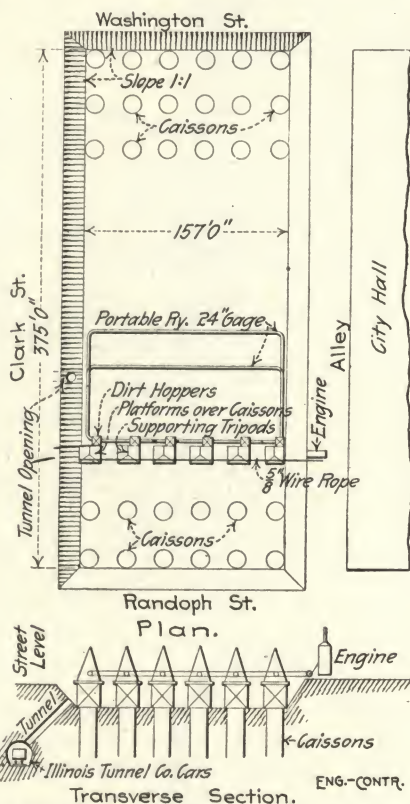 Washington St.
Slope 1:1
Caissons
157'0"
Clark St.
375'0"
Portable Ry. 24" Gage
Alley
City Hall
Dirt Hoppers
Platforms over Caissons
Supporting Tripods
Engine
Tunnel Opening
5/8" Wire Rope
Caissons
Randoph St.
Plan.
Street
Level
Engine
Tunnel
Caissons
Illinois Tunnel Co. Cars
ENG.-CONTR.
Transverse Section.